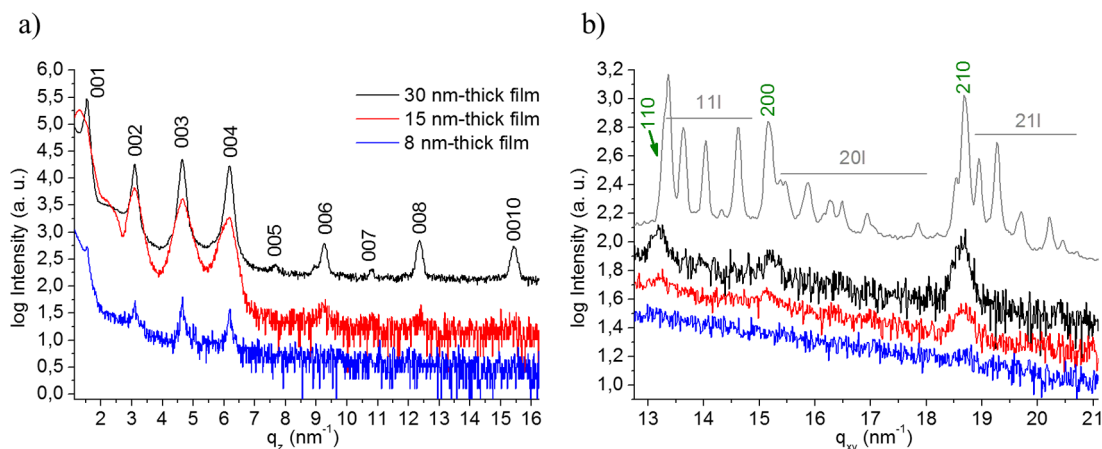 a)
log Intensity (a. u.)
6,0
5,5
5,0
4,5
4,0
3,5
3,0
2,5
2,0
1,5
1,0
0,5
0,0
001
002
003
004
005
006
007
008
0010
30 nm-thick film
15 nm-thick film
8 nm-thick film
2 3 4 5 6 7 8 9 10 11 12 13 14 15 16
qz (nm-1)
b)
log Intensity (a. u.)
3,2
3,0
2,8
2,6
2,4
2,2
2,0
1,8
1,6
1,4
1,2
1,0
110
11l
200
20l
210
21l
13 14 15 16 17 18 19 20 21
qxy (nm-1)